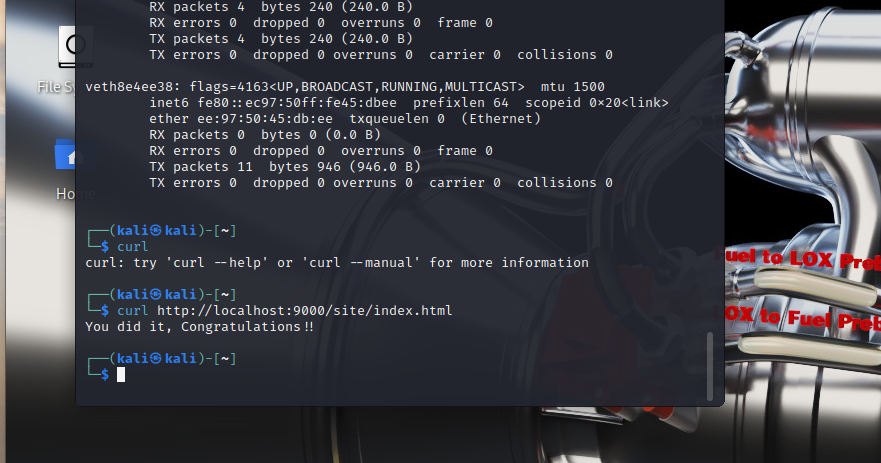 RX packets 4  bytes 240 (240.0 B)
RX errors 0  dropped 0  overruns 0  frame 0
TX packets 4  bytes 240 (240.0 B)
TX errors 0  dropped 0 overruns 0  carrier 0  collisions 0
veth8e4ee38: flags=4163<UP,BROADCAST,RUNNING,MULTICAST>  mtu 1500
inet6 fe80::ec97:50ff:fe45:dbee  prefixlen 64  scopeid 0×20<link>
ether ee:97:50:45:db:ee  txqueuelen 0  (Ethernet)
RX packets 0  bytes 0 (0.0 B)
RX errors 0  dropped 0  overruns 0  frame 0
TX packets 11  bytes 946 (946.0 B)
TX errors 0  dropped 0 overruns 0  carrier 0  collisions 0
┌──(kali㉿kali)-[~]
└─$ curl
curl: try 'curl --help' or 'curl --manual' for more information
┌──(kali㉿kali)-[~]
└─$ curl http://localhost:9000/site/index.html
You did it, Congratulations!!
┌──(kali㉿kali)-[~]
└─$
File Sy
Home
uel to LOX Preb
OX to Fuel Preb